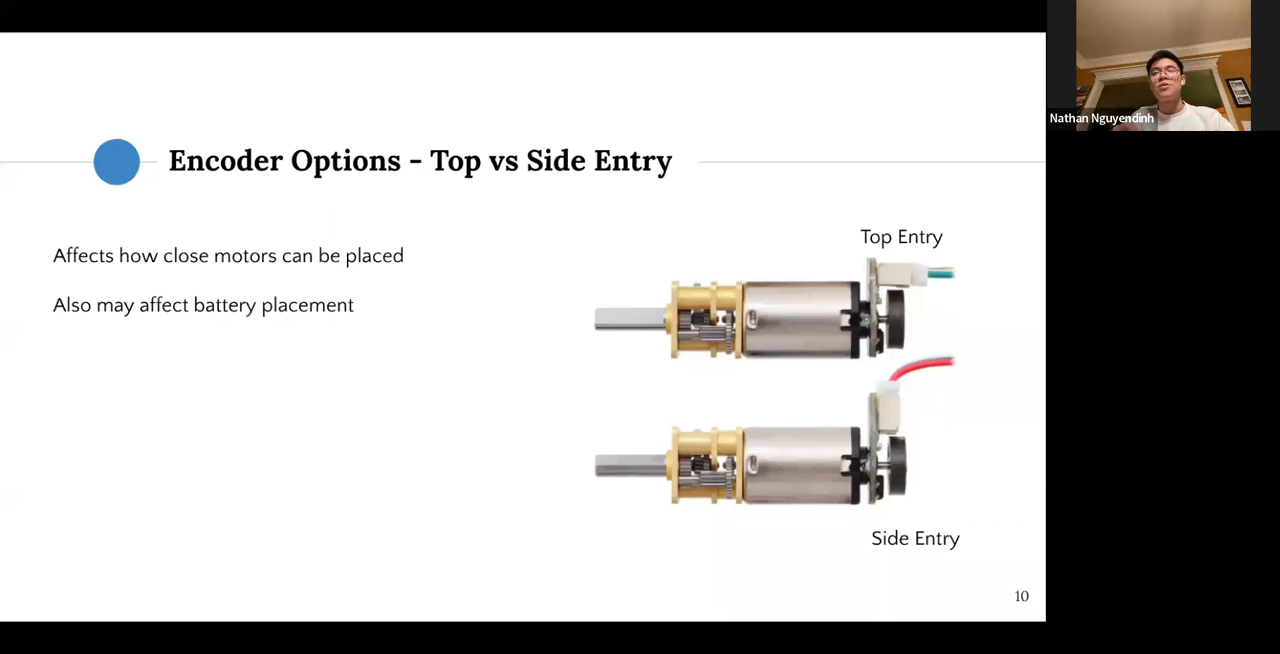 Nathan Nguyendinh
Encoder Options - Top vs Side Entry
Affects how close motors can be placed
Also may affect battery placement
Top Entry
Side Entry
10